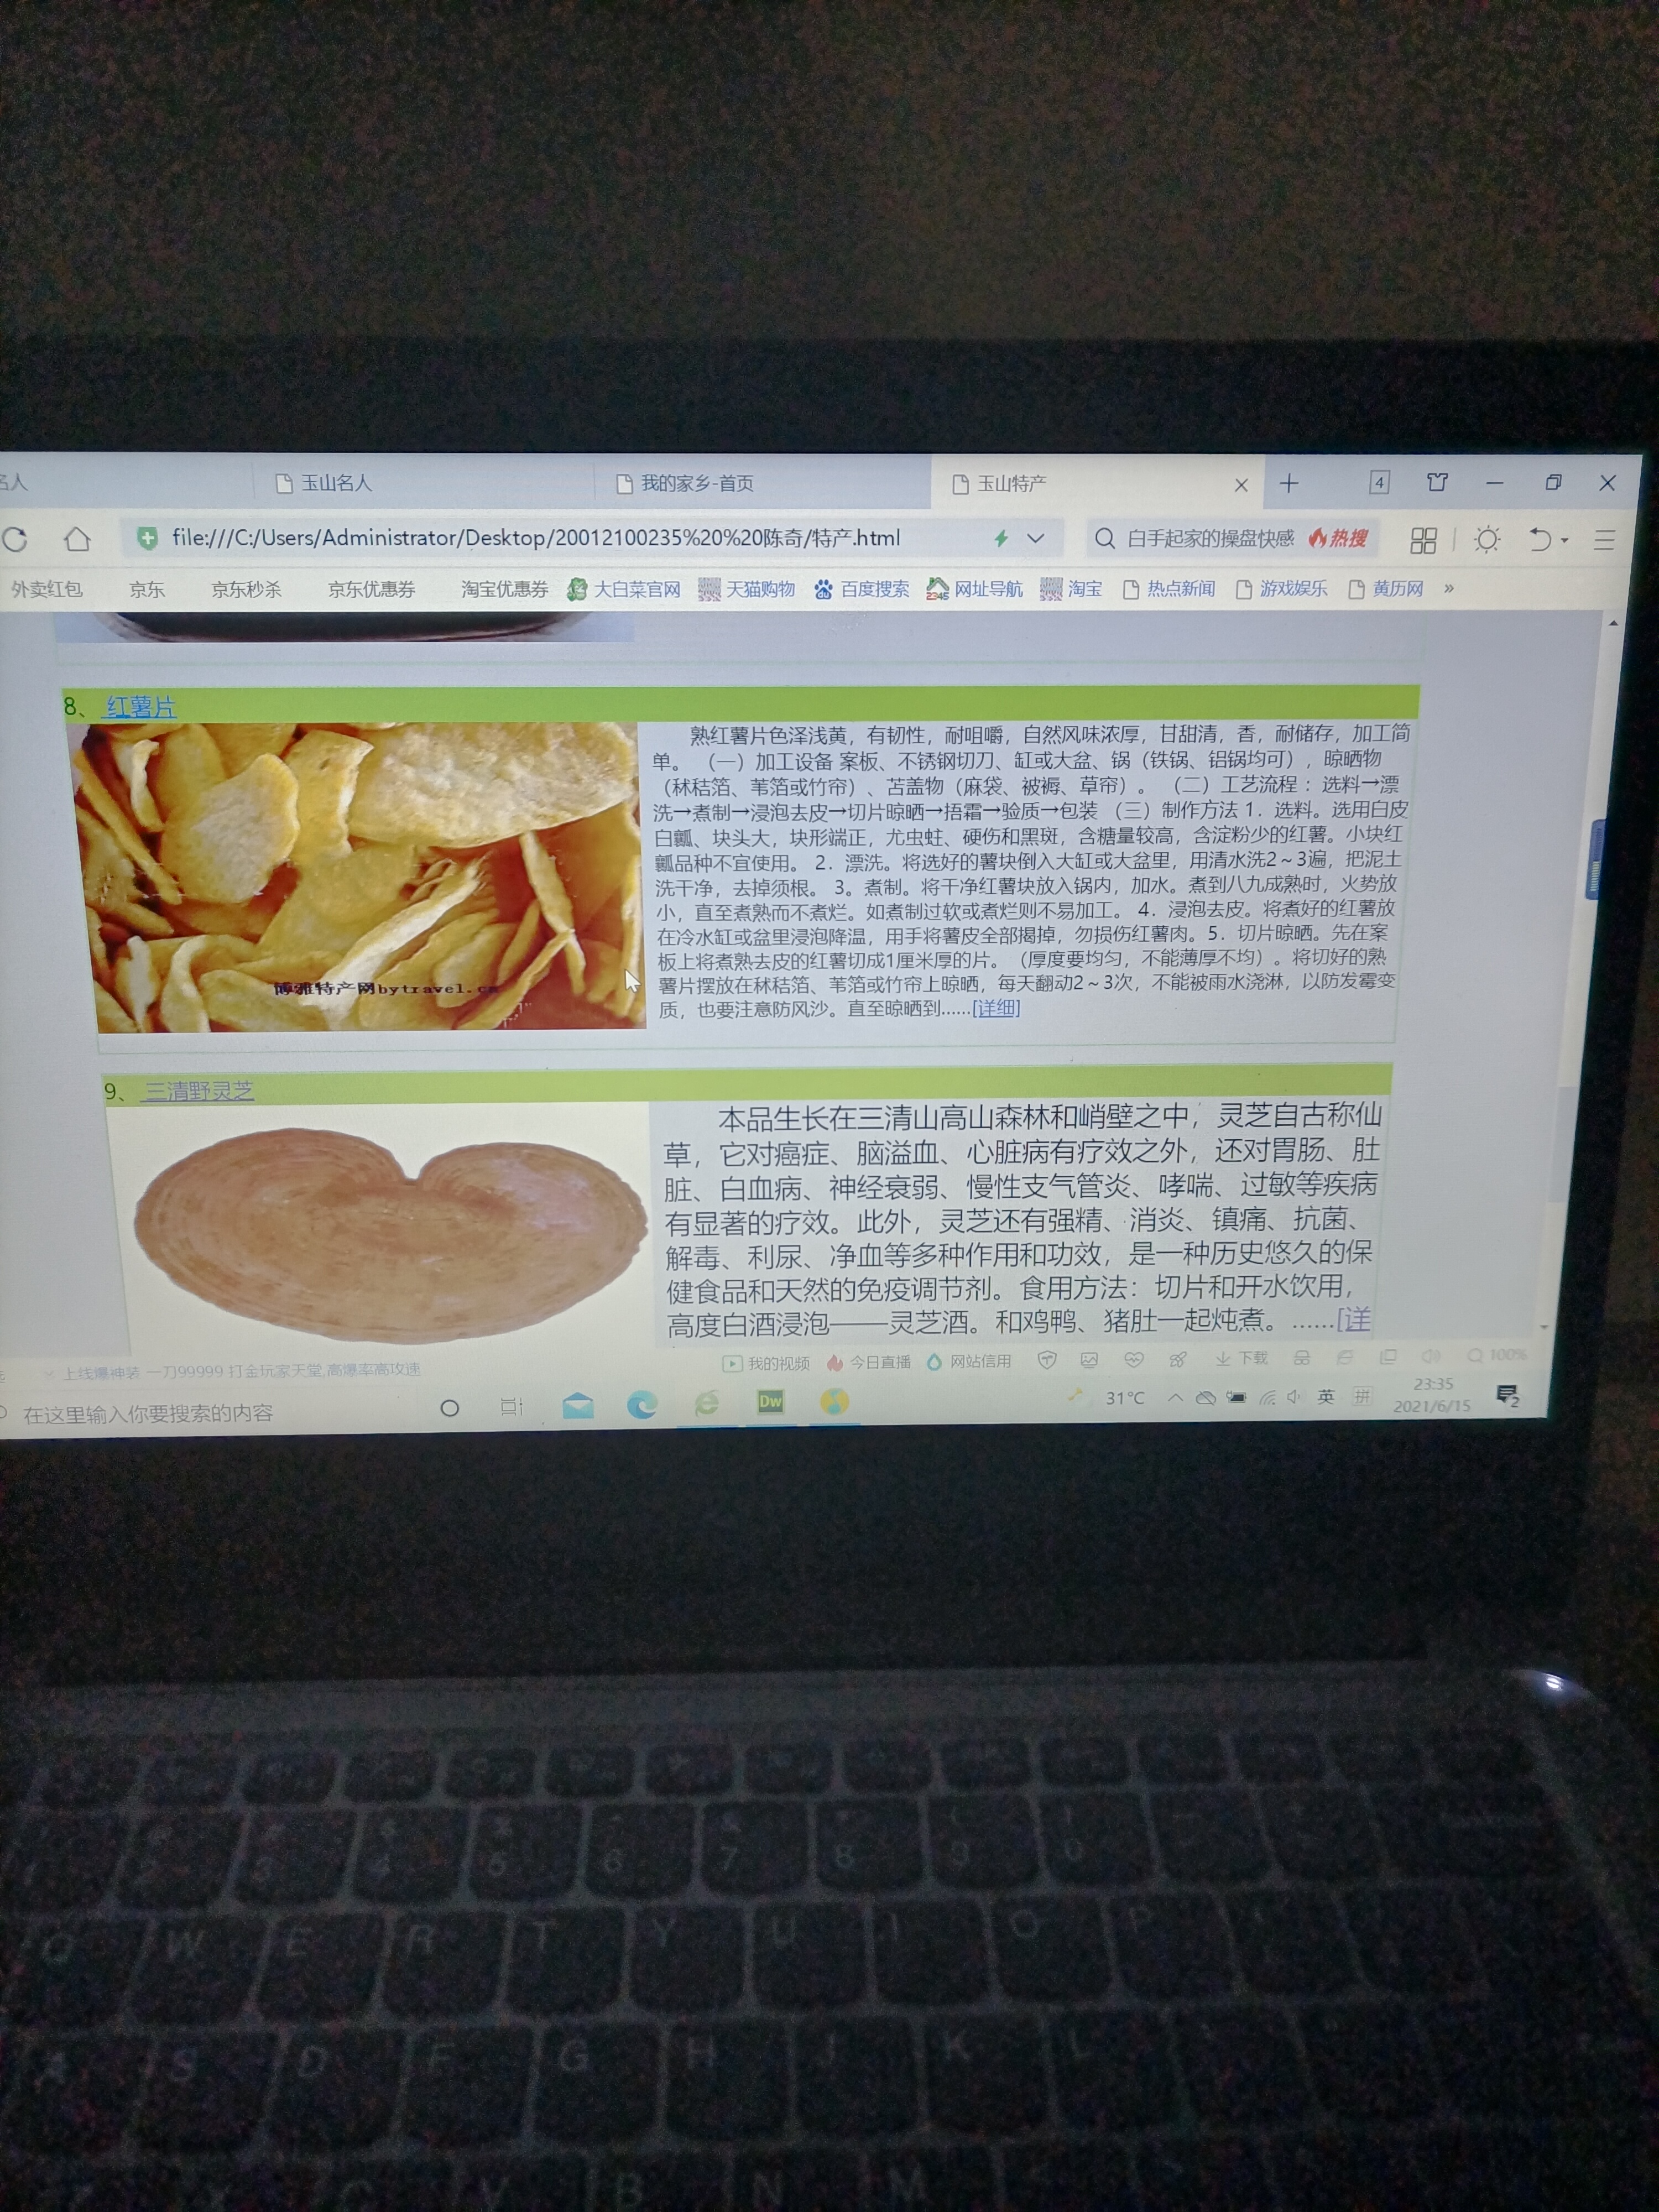 名人
玉山名人
我的家乡-首页
玉山特产
4
file:///C:/Users/Administrator/Desktop/20012100235%20%20陈奇/特产.html
白手起家的操盘快感
热搜
外卖红包 京东 京东秒杀 京东优惠券 淘宝优惠券 大白菜官网 天猫购物 百度搜索 网址导航 淘宝 热点新闻 游戏娱乐 黄历网 »
8、 红薯片
熟红薯片色泽浅黄，有韧性，耐咀嚼，自然风味浓厚，甘甜清，香，耐储存，加工简
单。 （一）加工设备 案板、不锈钢切刀、缸或大盆、锅（铁锅、铝锅均可），晾晒物
（秫秸箔、苇箔或竹帘）、苫盖物（麻袋、被褥、草帘）。 （二）工艺流程 ：选料→漂
洗→煮制→浸泡去皮→切片晾晒→捂霜→验质→包装 （三）制作方法 1．选料。选用白皮
白瓤、块头大，块形端正，尤虫蛀、硬伤和黑斑，含糖量较高，含淀粉少的红薯。小块红
瓤品种不宜使用。 2．漂洗。将选好的薯块倒入大缸或大盆里，用清水洗2～3遍，把泥土
洗干净，去掉须根。 3。煮制。将干净红薯块放入锅内，加水。煮到八九成熟时，火势放
小，直至煮熟而不煮烂。如煮制过软或煮烂则不易加工。 4．浸泡去皮。将煮好的红薯放
在冷水缸或盆里浸泡降温，用手将薯皮全部揭掉，勿损伤红薯肉。5．切片晾晒。先在案
板上将煮熟去皮的红薯切成1厘米厚的片。（厚度要均匀，不能薄厚不均）。将切好的熟
薯片摆放在秫秸箔、苇箔或竹帘上晾晒，每天翻动2～3次，不能被雨水浇淋，以防发霉变
质，也要注意防风沙。直至晾晒到……[详细]
博雅特产网bytravel.cn
9、 三清野灵芝
本品生长在三清山高山森林和峭壁之中，灵芝自古称仙
草，它对癌症、脑溢血、心脏病有疗效之外，还对胃肠、肚
脏、白血病、神经衰弱、慢性支气管炎、哮喘、过敏等疾病
有显著的疗效。此外，灵芝还有强精、消炎、镇痛、抗菌、
解毒、利尿、净血等多种作用和功效，是一种历史悠久的保
健食品和天然的免疫调节剂。食用方法：切片和开水饮用，
高度白酒浸泡——灵芝酒。和鸡鸭、猪肚一起炖煮。……[详
上线爆神装 一刀99999 打金玩家天堂,高爆率高攻速
我的视频 今日直播 网站信用 下载 100%
在这里输入你要搜索的内容
Dw
31°C
英
拼
23:35
2021/6/15
2
4 5 6 7 8 9 0
Q W E R T Y U I O P
A S D F G H J K L
C V B N M